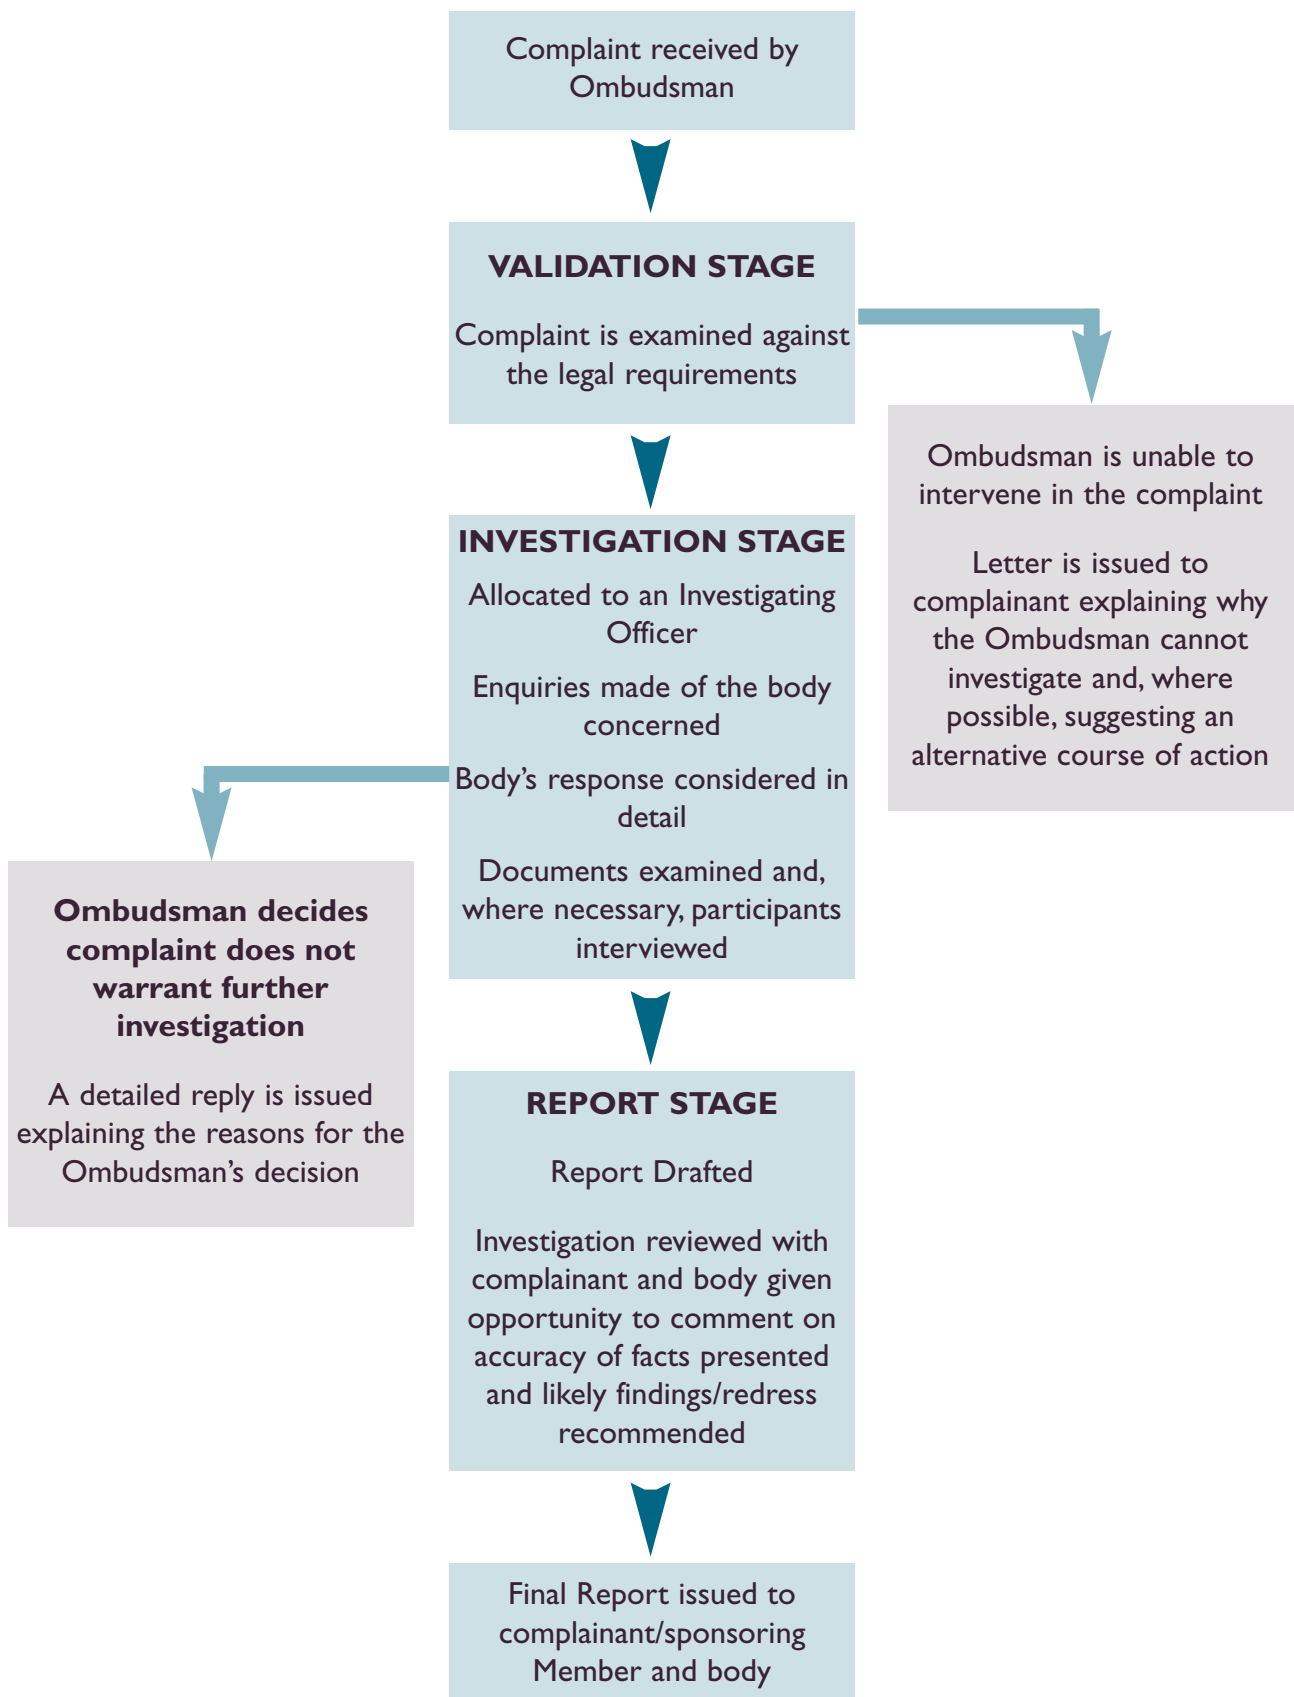 Complaint received by
Ombudsman
VALIDATION STAGE
Complaint is examined against
the legal requirements
Ombudsman is unable to
intervene in the complaint
Letter is issued to
complainant explaining why
the Ombudsman cannot
investigate and, where
possible, suggesting an
alternative course of action
INVESTIGATION STAGE
Allocated to an Investigating
Officer
Enquiries made of the body
concerned
Body’s response considered in
detail
Documents examined and,
where necessary, participants
interviewed
Ombudsman decides
complaint does not
warrant further
investigation
A detailed reply is issued
explaining the reasons for the
Ombudsman’s decision
REPORT STAGE
Report Drafted
Investigation reviewed with
complainant and body given
opportunity to comment on
accuracy of facts presented
and likely findings/redress
recommended
Final Report issued to
complainant/sponsoring
Member and body